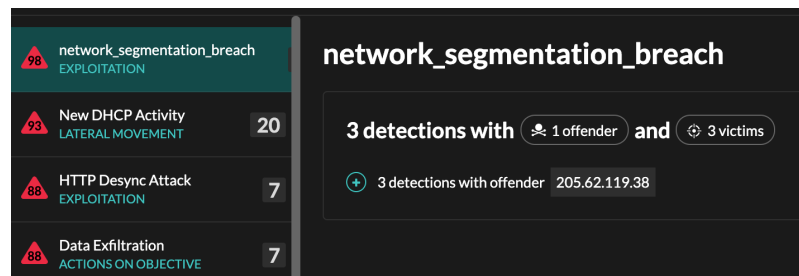 98
network_segmentation_breach
EXPLOITATION
93
New DHCP Activity
LATERAL MOVEMENT
20
88
HTTP Desync Attack
EXPLOITATION
7
88
Data Exfiltration
ACTIONS ON OBJECTIVE
7
network_segmentation_breach
3 detections with 1 offender and 3 victims
3 detections with offender 205.62.119.38